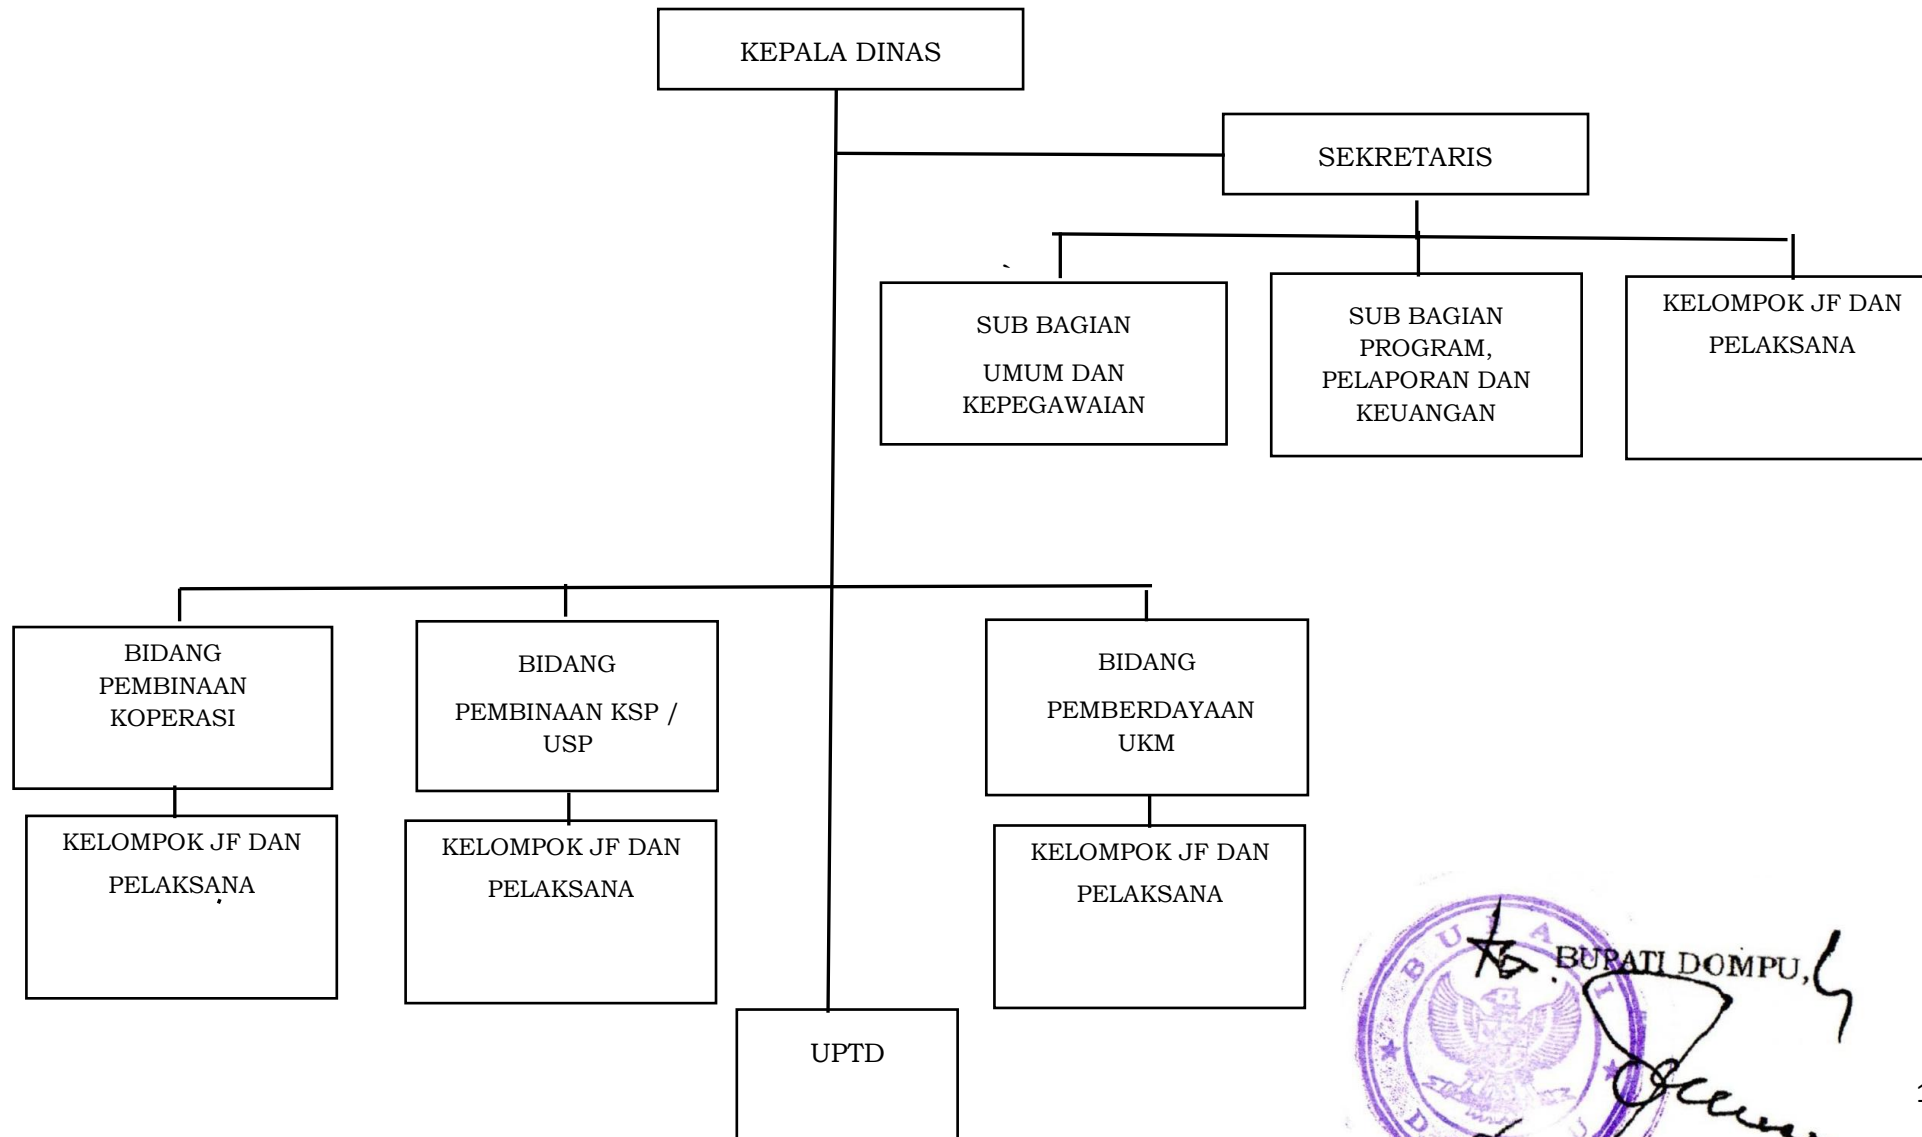 KEPALA DINAS
SEKRETARIS
SUB BAGIAN
UMUM DAN
KEPEGAWAIAN
SUB BAGIAN
PROGRAM,
PELAPORAN DAN
KEUANGAN
KELOMPOK JF DAN
PELAKSANA
BIDANG
PEMBINAAN
KOPERASI
BIDANG
PEMBINAAN KSP /
USP
BIDANG
PEMBERDAYAAN
UKM
KELOMPOK JF DAN
PELAKSANA
KELOMPOK JF DAN
PELAKSANA
KELOMPOK JF DAN
PELAKSANA
UPTD
BUPATI DOMPU,
BUPATI